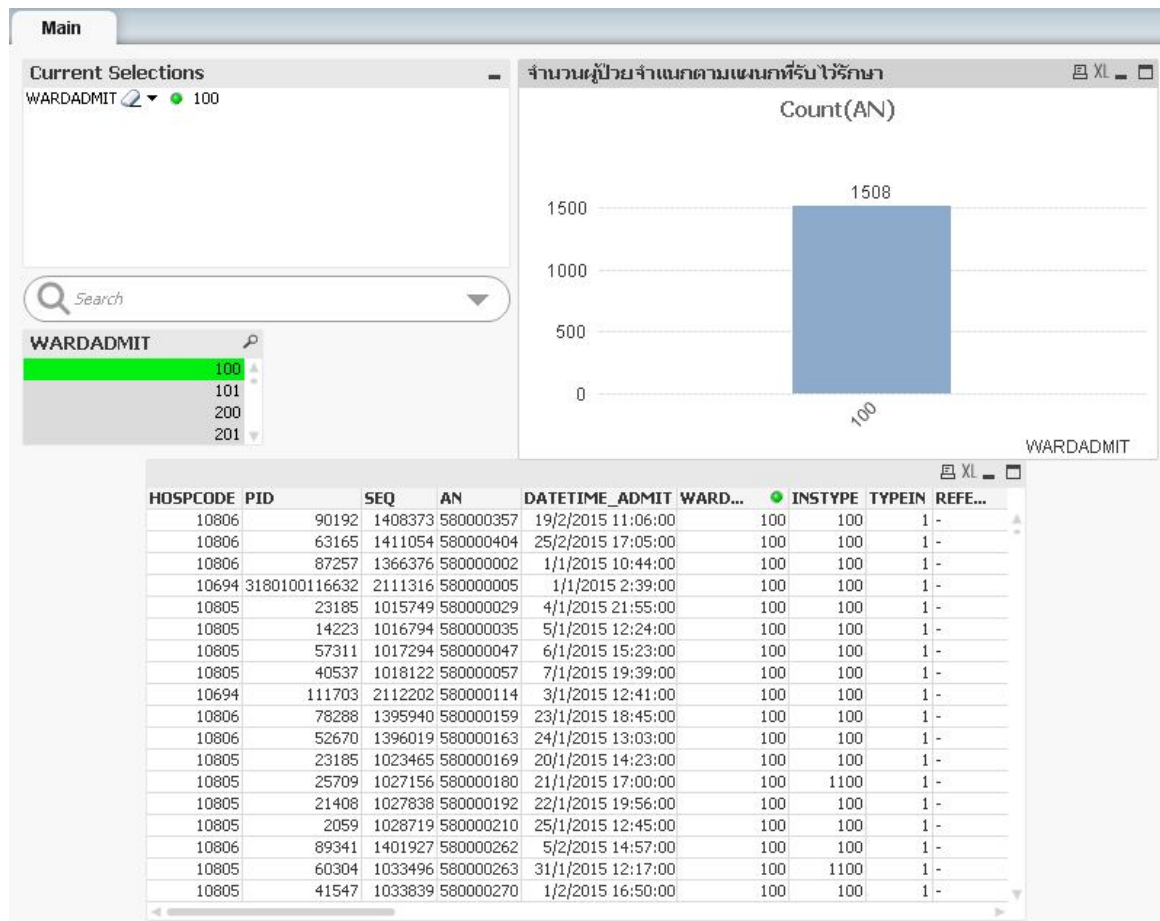 Main
Current Selections
WARDADMIT 100
Search
WARDADMIT
100
101
200
201
จำนวนผู้ป่วยจำแนกตามแผนกที่รับไว้รักษา XL
Count(AN)
1508
1500
1000
500
0
100
WARDADMIT
XL
HOSPCODE PID SEQ AN DATETIME_ADMIT WARD... INSTYPE TYPEIN REFE...
10806 90192 1408373 580000357 19/2/2015 11:06:00 100 100 1 -
10806 63165 1411054 580000404 25/2/2015 17:05:00 100 100 1 -
10806 87257 1366376 580000002 1/1/2015 10:44:00 100 100 1 -
10694 3180100116632 2111316 580000005 1/1/2015 2:39:00 100 100 1 -
10805 23185 1015749 580000029 4/1/2015 21:55:00 100 100 1 -
10805 14223 1016794 580000035 5/1/2015 12:24:00 100 100 1 -
10805 57311 1017294 580000047 6/1/2015 15:23:00 100 100 1 -
10805 40537 1018122 580000057 7/1/2015 19:39:00 100 100 1 -
10694 111703 2112202 580000114 3/1/2015 12:41:00 100 100 1 -
10806 78288 1395940 580000159 23/1/2015 18:45:00 100 100 1 -
10806 52670 1396019 580000163 24/1/2015 13:03:00 100 100 1 -
10805 23185 1023465 580000169 20/1/2015 14:23:00 100 100 1 -
10805 25709 1027156 580000180 21/1/2015 17:00:00 100 1100 1 -
10805 21408 1027838 580000192 22/1/2015 19:56:00 100 100 1 -
10805 2059 1028719 580000210 25/1/2015 12:45:00 100 100 1 -
10806 89341 1401927 580000262 5/2/2015 14:57:00 100 100 1 -
10805 60304 1033496 580000263 31/1/2015 12:17:00 100 1100 1 -
10805 41547 1033839 580000270 1/2/2015 16:50:00 100 100 1 -